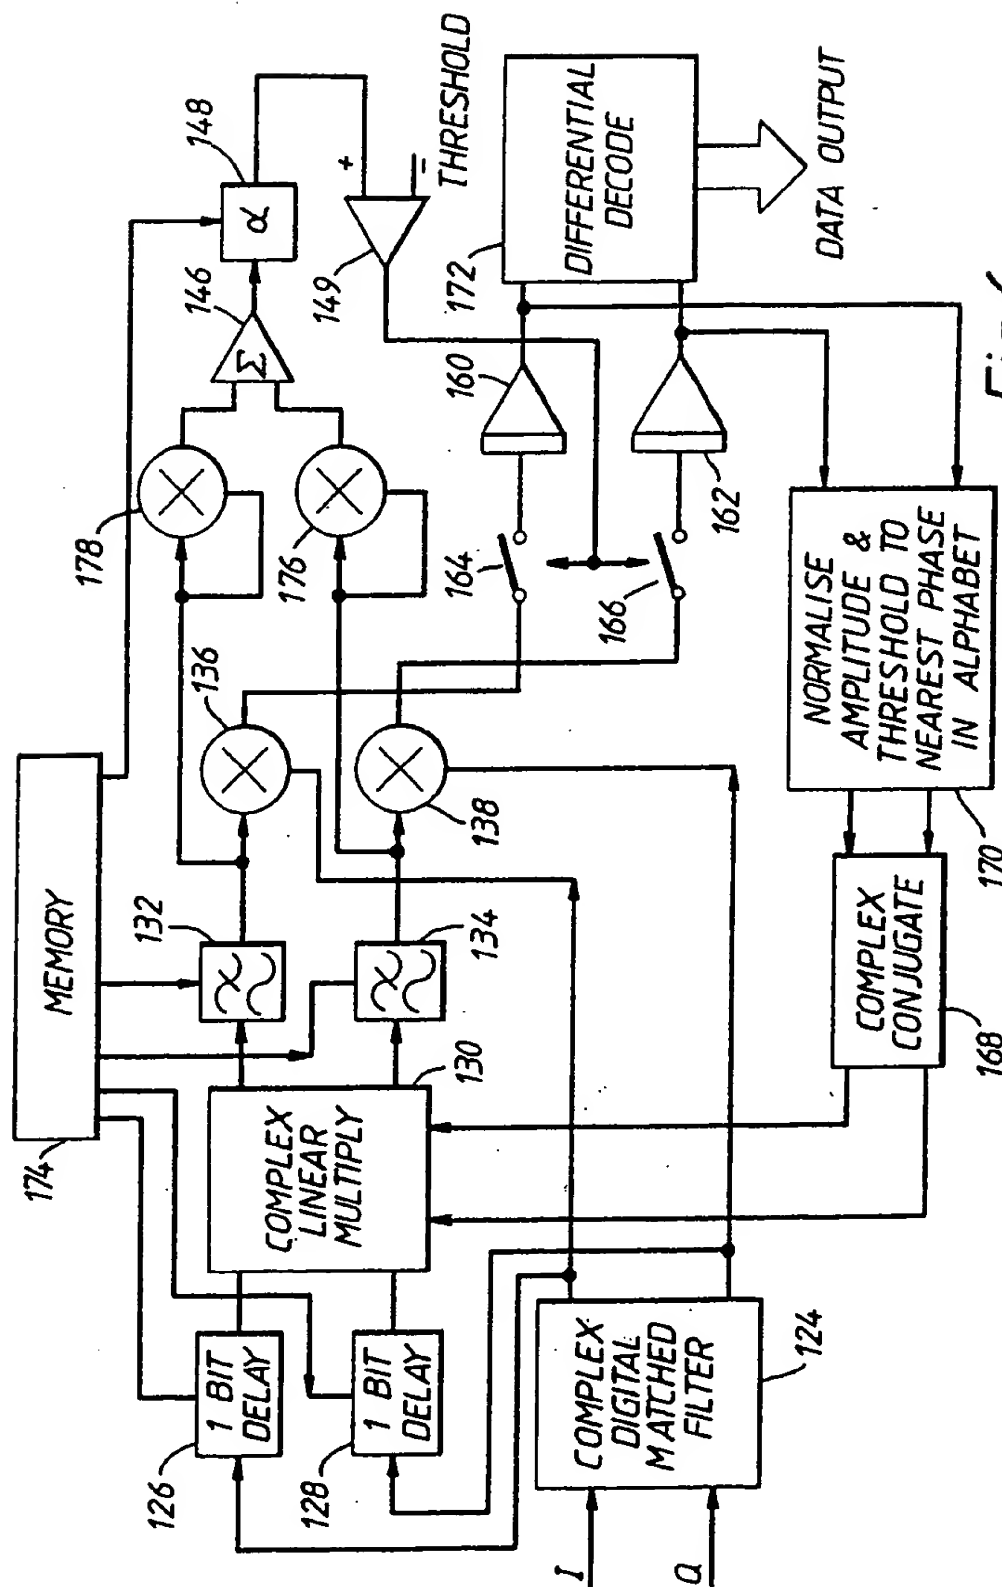 MEMORY
174
132
134
136
138
178
176
146
Σ
148
α
+
−
THRESHOLD
149
126
1 BIT
DELAY
128
1 BIT
DELAY
COMPLEX
LINEAR
MULTIPLY
130
160
162
164
166
172
DIFFERENTIAL
DECODE
DATA OUTPUT
I
Q
COMPLEX
DIGITAL
MATCHED
FILTER
124
COMPLEX
CONJUGATE
168
NORMALISE
AMPLITUDE &
THRESHOLD TO
NEAREST PHASE
IN ALPHABET
170